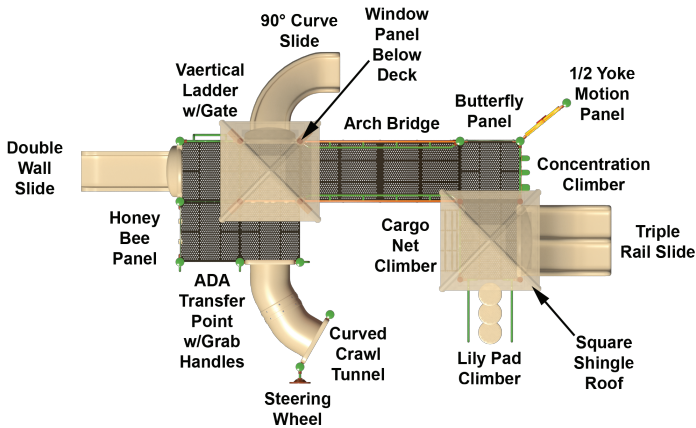 90° Curve
Slide
Window
Panel
Below
Deck
Vaertical
Ladder
w/Gate
1/2 Yoke
Motion
Panel
Butterfly
Panel
Arch Bridge
Double
Wall
Slide
Concentration
Climber
Honey
Bee
Panel
Cargo
Net
Climber
Triple
Rail Slide
ADA
Transfer
Point
w/Grab
Handles
Curved
Crawl
Tunnel
Lily Pad
Climber
Square
Shingle
Roof
Steering
Wheel